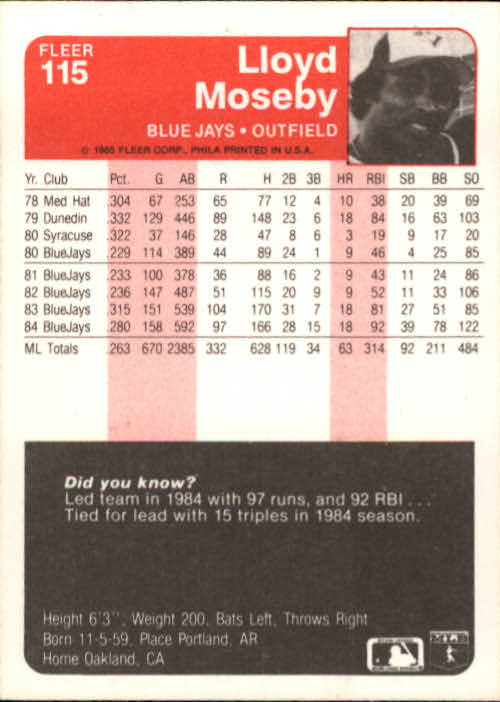 FLEER
115
Lloyd
Moseby
BLUE JAYS • OUTFIELD
© 1985 FLEER CORP., PHILA PRINTED IN U.S.A.
Yr. Club Pct. G AB R H 2B 3B HR RBI SB BB SO
78 Med Hat .304 67 253 65 77 12 4 10 38 20 39 69
79 Dunedin .332 129 446 89 148 23 6 18 84 16 63 103
80 Syracuse .322 37 146 28 47 8 6 3 19 9 17 20
80 BlueJays .229 114 389 44 89 24 1 9 46 4 25 85
81 BlueJays .233 100 378 36 88 16 2 9 43 11 24 86
82 BlueJays .236 147 487 51 115 20 9 9 52 11 33 106
83 BlueJays .315 151 539 104 170 31 7 18 81 27 51 85
84 BlueJays .280 158 592 97 166 28 15 18 92 39 78 122
ML Totals .263 670 2385 332 628 119 34 63 314 92 211 484
Did you know?
Led team in 1984 with 97 runs, and 92 RBI . . .
Tied for lead with 15 triples in 1984 season.
Height 6'3". Weight 200. Bats Left, Throws Right
Born 11-5-59. Place Portland, AR
Home Oakland, CA